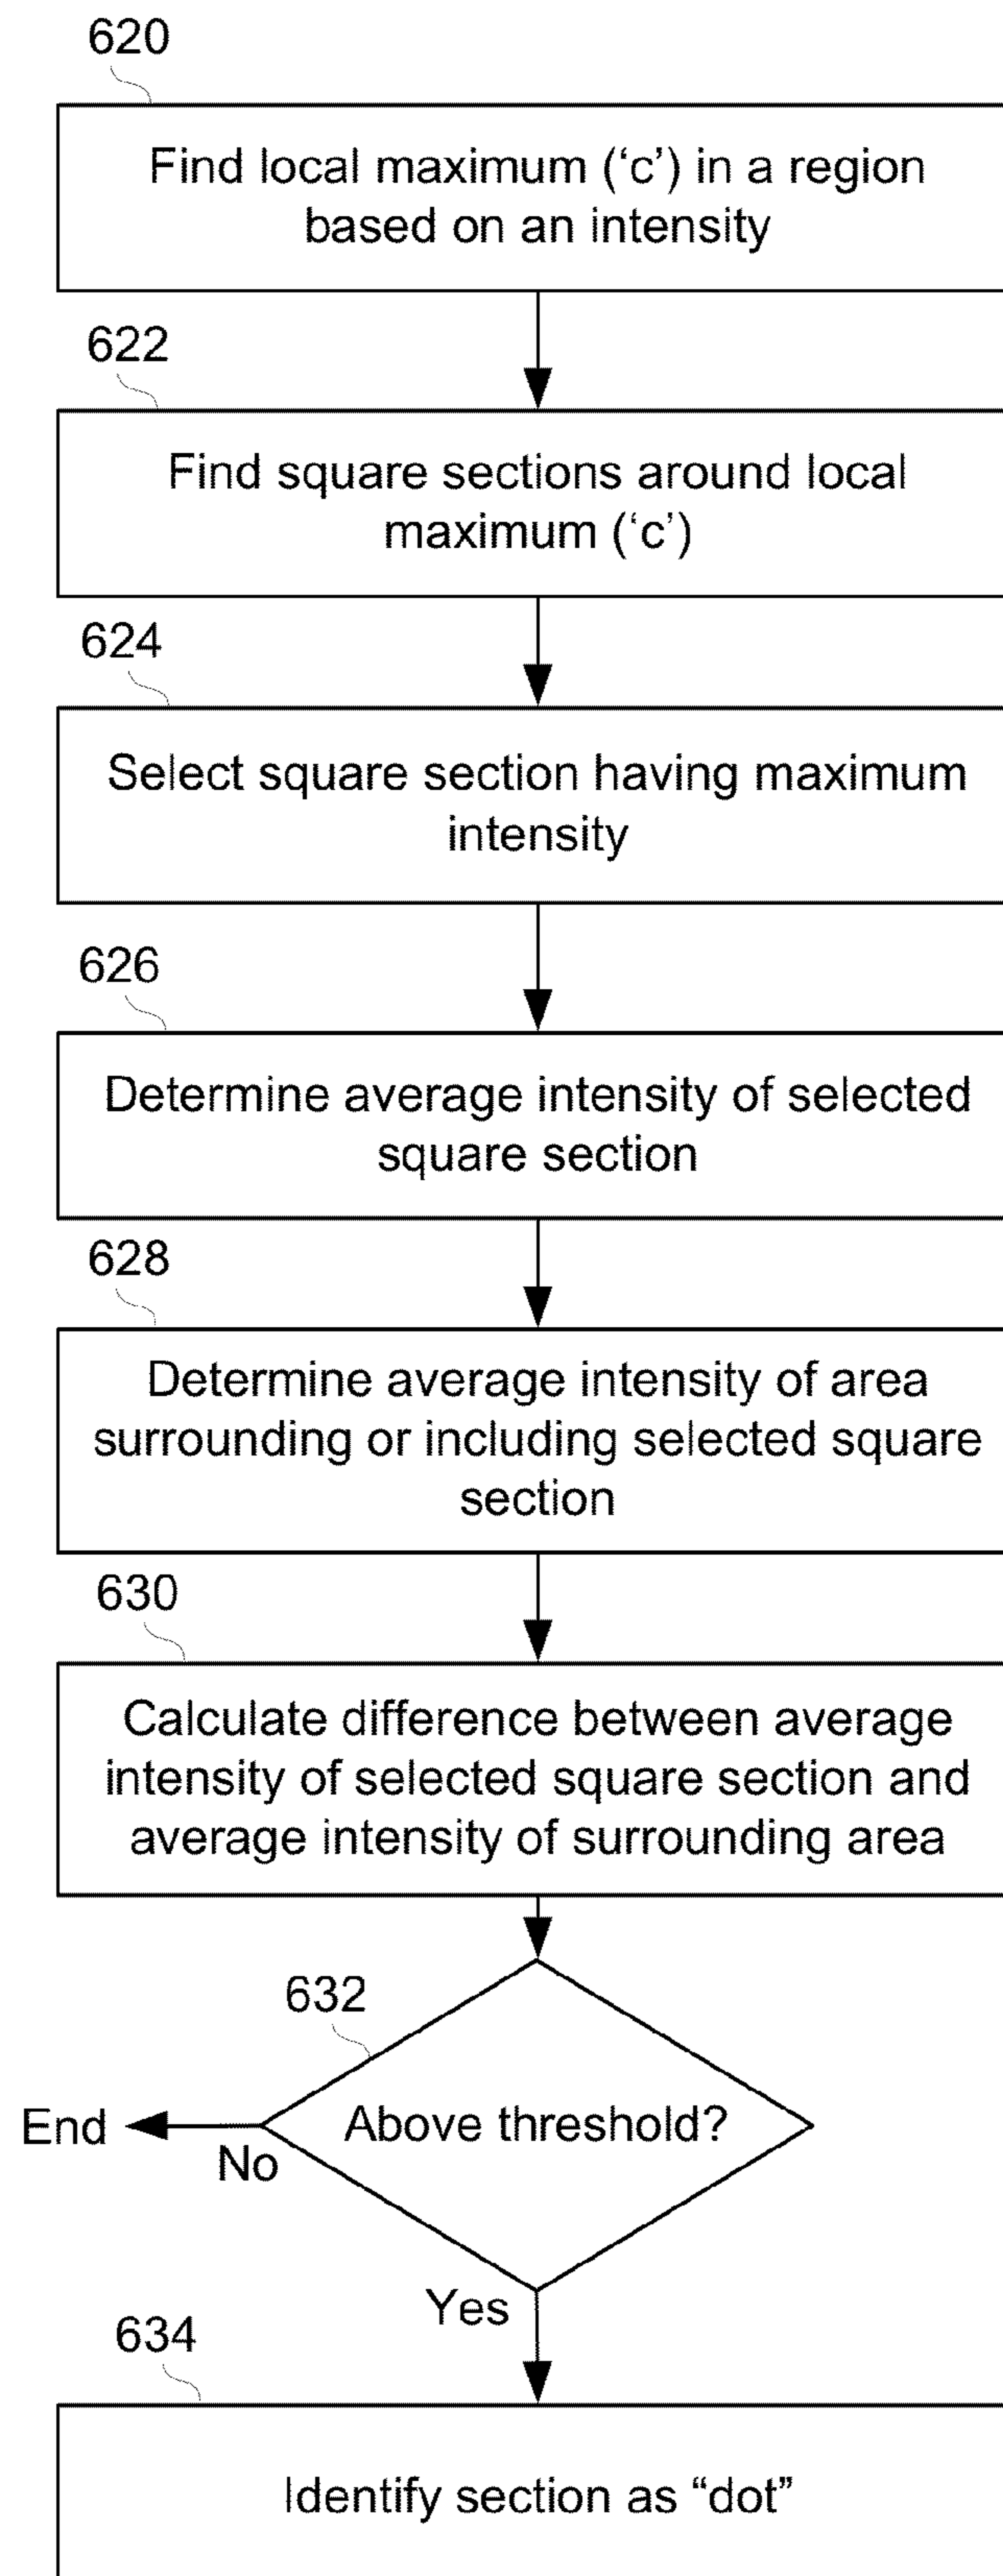 620
Find local maximum (‘c’) in a region
based on an intensity
622
Find square sections around local
maximum (‘c’)
624
Select square section having maximum
intensity
626
Determine average intensity of selected
square section
628
Determine average intensity of area
surrounding or including selected square
section
630
Calculate difference between average
intensity of selected square section and
average intensity of surrounding area
632
Above threshold?
End
No
Yes
634
Identify section as “dot”